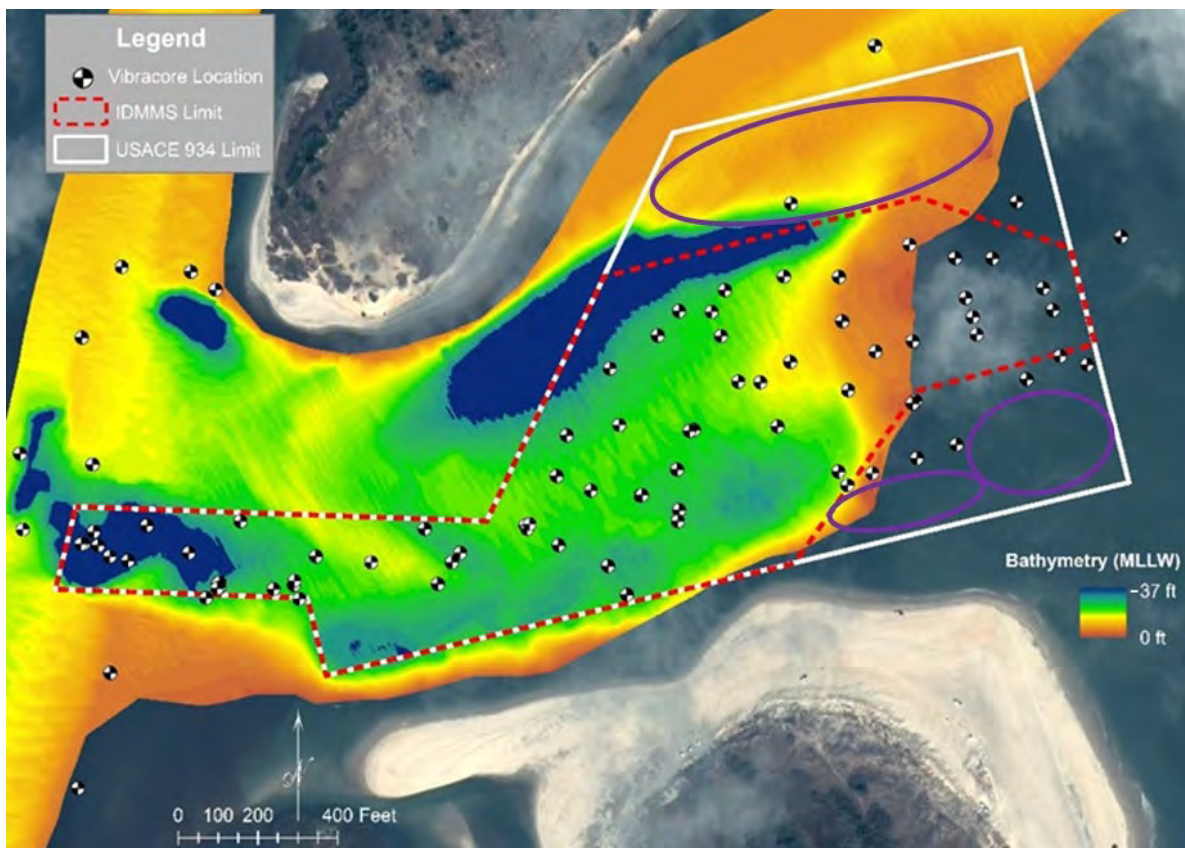 Legend
Vibracore Location
IDMMS Limit
USACE 934 Limit
Bathymetry (MLLW)
-37 ft
0 ft
N
0 100 200 400 Feet